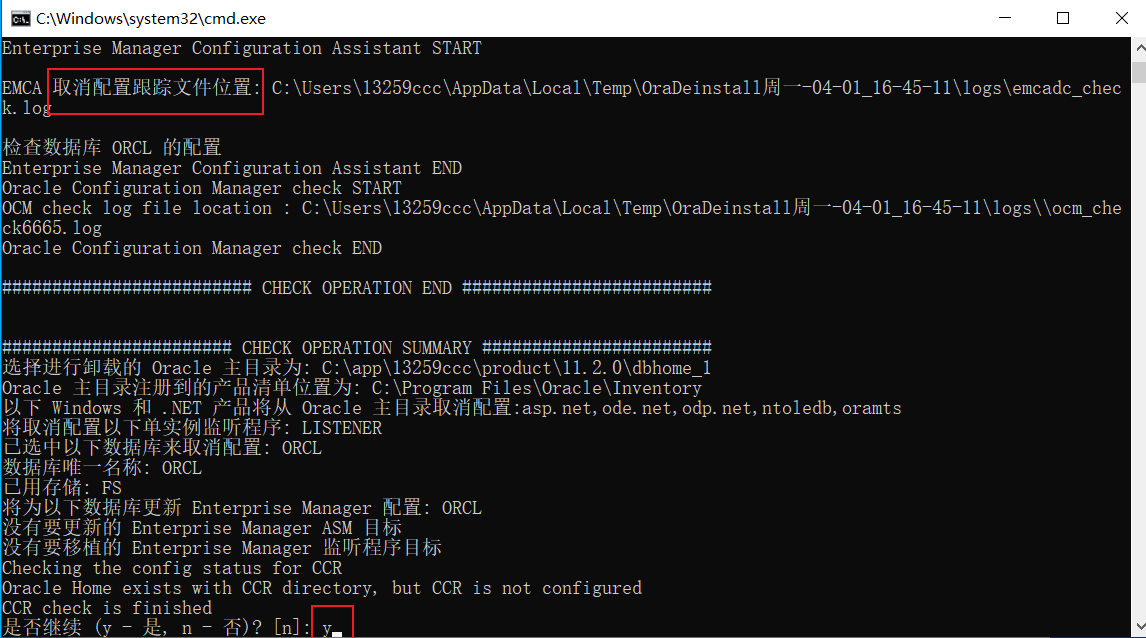 C:\Windows\system32\cmd.exe
Enterprise Manager Configuration Assistant START
EMCA 取消配置跟踪文件位置: C:\Users\13259ccc\AppData\Local\Temp\OraDeinstall周一-04-01_16-45-11\logs\emcadc_chec
k.log
检查数据库 ORCL 的配置
Enterprise Manager Configuration Assistant END
Oracle Configuration Manager check START
OCM check log file location : C:\Users\13259ccc\AppData\Local\Temp\OraDeinstall周一-04-01_16-45-11\logs\\ocm_che
ck6665.log
Oracle Configuration Manager check END
######################### CHECK OPERATION END #########################
####################### CHECK OPERATION SUMMARY #######################
选择进行卸载的 Oracle 主目录为: C:\app\13259ccc\product\11.2.0\dbhome_1
Oracle 主目录注册到的产品清单位置为: C:\Program Files\Oracle\Inventory
以下 Windows 和 .NET 产品将从 Oracle 主目录取消配置:asp.net,ode.net,odp.net,ntoledb,oramts
将取消配置以下单实例监听程序: LISTENER
已选中以下数据库来取消配置: ORCL
数据库唯一名称: ORCL
已用存储: FS
将为以下数据库更新 Enterprise Manager 配置: ORCL
没有要更新的 Enterprise Manager ASM 目标
没有要移植的 Enterprise Manager 监听程序目标
Checking the config status for CCR
Oracle Home exists with CCR directory, but CCR is not configured
CCR check is finished
是否继续 (y - 是, n - 否)? [n]: y